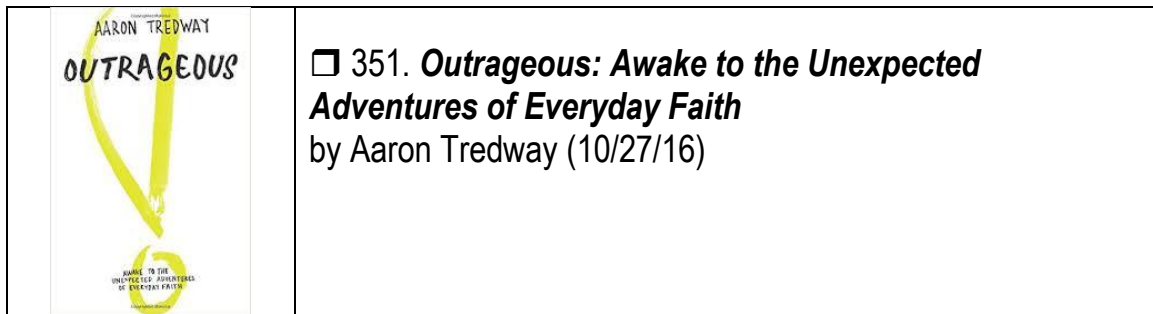 AARON TREDWAY
OUTRAGEOUS
AWAKE TO THE
UNEXPECTED ADVENTURES
OF EVERYDAY FAITH
❒ 351. Outrageous: Awake to the Unexpected
Adventures of Everyday Faith
by Aaron Tredway (10/27/16)